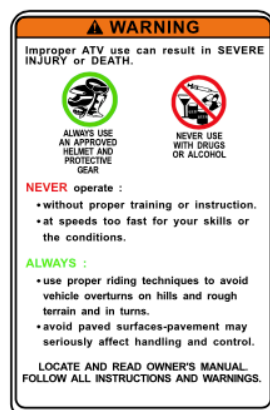 WARNING
Improper ATV use can result in SEVERE
INJURY or DEATH.
ALWAYS USE
AN APPROVED
HELMET AND
PROTECTIVE
GEAR
NEVER USE
WITH DRUGS
OR ALCOHOL
NEVER operate :
• without proper training or instruction.
• at speeds too fast for your skills or
the conditions.
ALWAYS :
• use proper riding techniques to avoid
vehicle overturns on hills and rough
terrain and in turns.
• avoid paved surfaces-pavement may
seriously affect handling and control.
LOCATE AND READ OWNER'S MANUAL.
FOLLOW ALL INSTRUCTIONS AND WARNINGS.